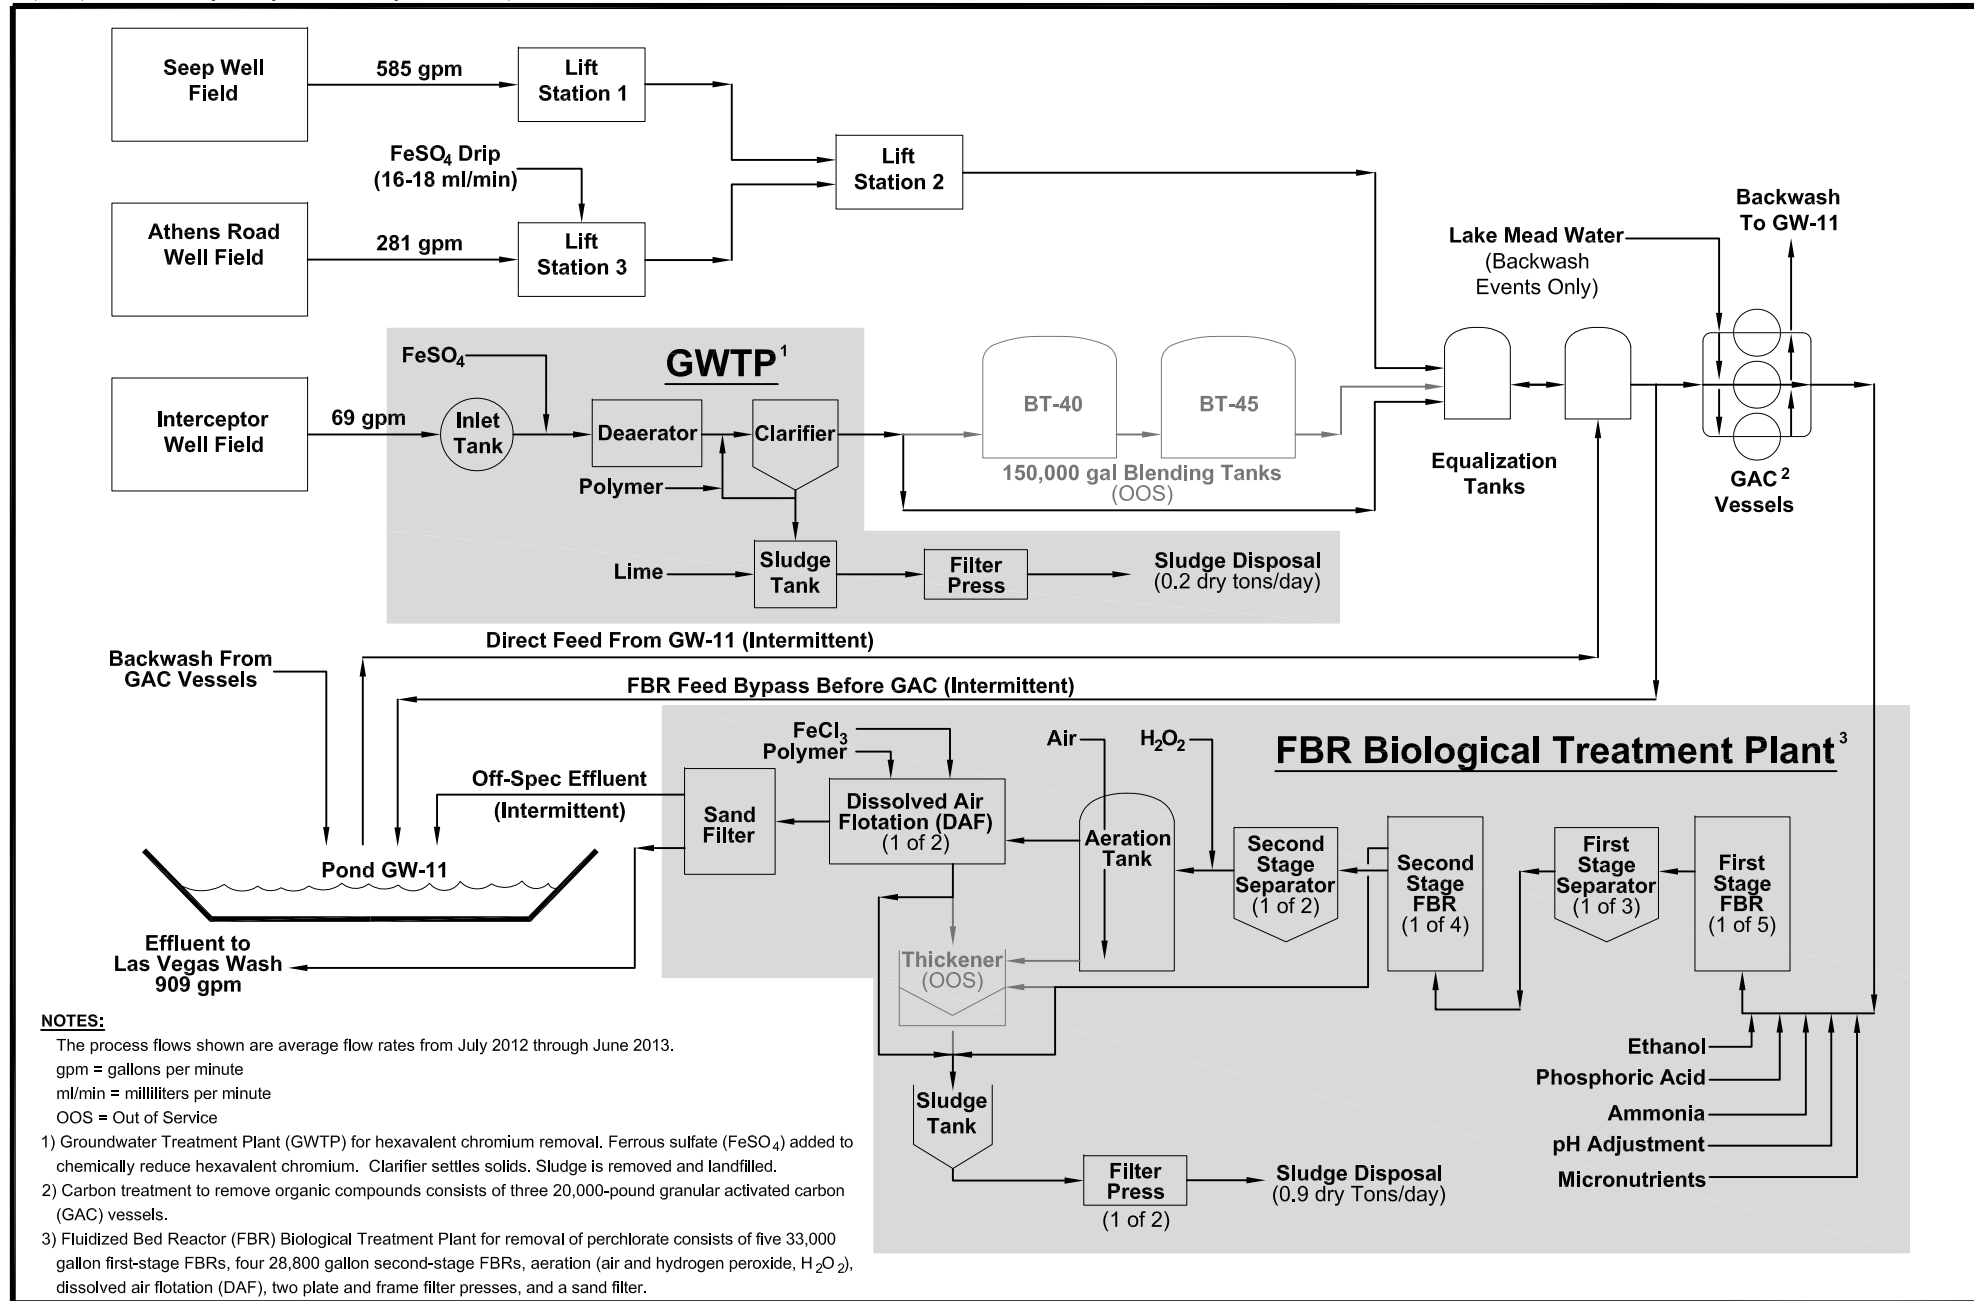 Seep Well
Field
585 gpm
Lift
Station 1
FeSO4 Drip
(16-18 ml/min)
Lift
Station 2
Athens Road
Well Field
281 gpm
Lift
Station 3
Backwash
To GW-11
Lake Mead Water
(Backwash
Events Only)
FeSO4
GWTP1
Interceptor
Well Field
69 gpm
Inlet
Tank
Deaerator
Clarifier
Polymer
BT-40
BT-45
150,000 gal Blending Tanks
(OOS)
Equalization
Tanks
GAC2
Vessels
Lime
Sludge
Tank
Filter
Press
Sludge Disposal
(0.2 dry tons/day)
Direct Feed From GW-11 (Intermittent)
Backwash From
GAC Vessels
FBR Feed Bypass Before GAC (Intermittent)
FeCl3
Polymer
Air
H2O2
FBR Biological Treatment Plant3
Off-Spec Effluent
(Intermittent)
Sand
Filter
Dissolved Air
Flotation (DAF)
(1 of 2)
Aeration
Tank
Second
Stage
Separator
(1 of 2)
Second
Stage
FBR
(1 of 4)
First
Stage
Separator
(1 of 3)
First
Stage
FBR
(1 of 5)
Pond GW-11
Effluent to
Las Vegas Wash
909 gpm
Thickener
(OOS)
Ethanol
Phosphoric Acid
Ammonia
pH Adjustment
Micronutrients
Sludge
Tank
Filter
Press
(1 of 2)
Sludge Disposal
(0.9 dry Tons/day)
NOTES:
The process flows shown are average flow rates from July 2012 through June 2013.
gpm = gallons per minute
ml/min = milliliters per minute
OOS = Out of Service
1) Groundwater Treatment Plant (GWTP) for hexavalent chromium removal. Ferrous sulfate (FeSO4) added to
chemically reduce hexavalent chromium. Clarifier settles solids. Sludge is removed and landfilled.
2) Carbon treatment to remove organic compounds consists of three 20,000-pound granular activated carbon
(GAC) vessels.
3) Fluidized Bed Reactor (FBR) Biological Treatment Plant for removal of perchlorate consists of five 33,000
gallon first-stage FBRs, four 28,800 gallon second-stage FBRs, aeration (air and hydrogen peroxide, H2O2),
dissolved air flotation (DAF), two plate and frame filter presses, and a sand filter.